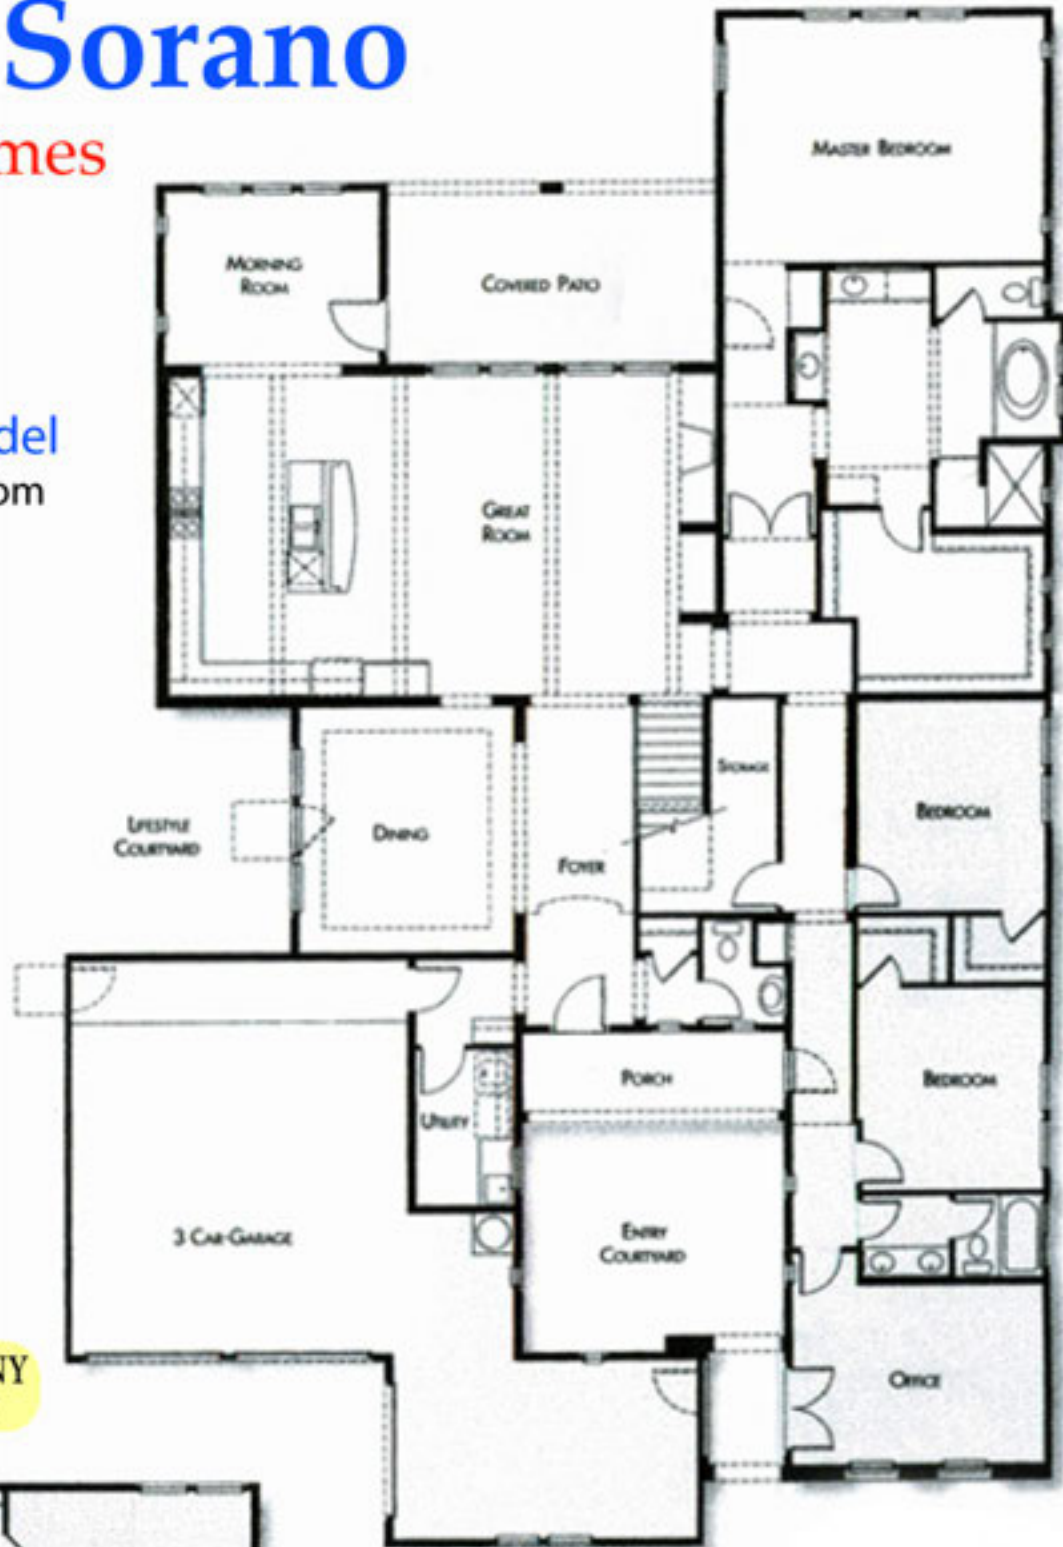 Sorano
mes
MASTER BEDROOM
MORNING
ROOM
COVERED PATIO
del
om
GREAT
ROOM
STORAGE
BEDROOM
LIFESTYLE
COURTYARD
DINING
FOYER
PORCH
BEDROOM
UTILITY
3 CAR GARAGE
ENTRY
COURTYARD
NY
OFFICE